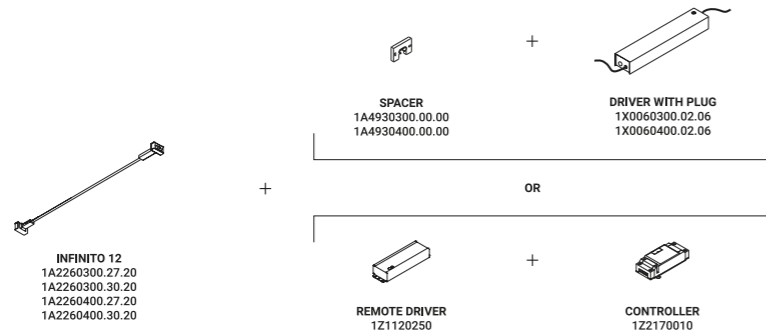 +
SPACER
1A4930300.00.00
1A4930400.00.00
DRIVER WITH PLUG
1X0060300.02.06
1X0060400.02.06
+
OR
INFINITO 12
1A2260300.27.20
1A2260300.30.20
1A2260400.27.20
1A2260400.30.20
+
REMOTE DRIVER
1Z1120250
CONTROLLER
1Z2170010